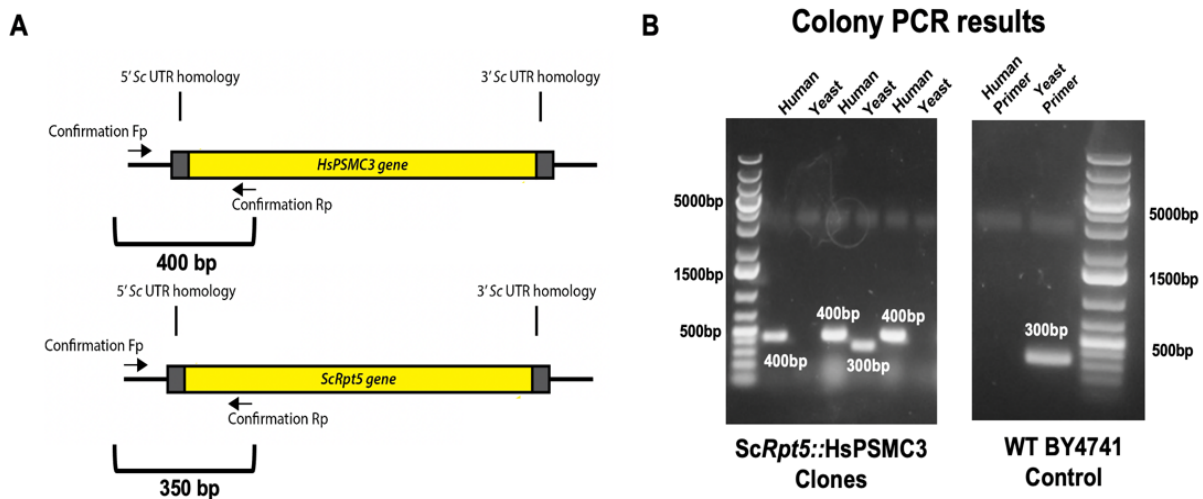 A
5' Sc UTR homology
3' Sc UTR homology
Confirmation Fp
HsPSMC3 gene
Confirmation Rp
400 bp
5' Sc UTR homology
3' Sc UTR homology
Confirmation Fp
ScRpt5 gene
Confirmation Rp
350 bp
B
Colony PCR results
Human
Yeast
Human
Yeast
Human
Yeast
5000bp
1500bp
500bp
400bp
400bp
300bp
400bp
ScRpt5::HsPSMC3
Clones
Human
Primer
Yeast
Primer
300bp
5000bp
1500bp
500bp
WT BY4741
Control